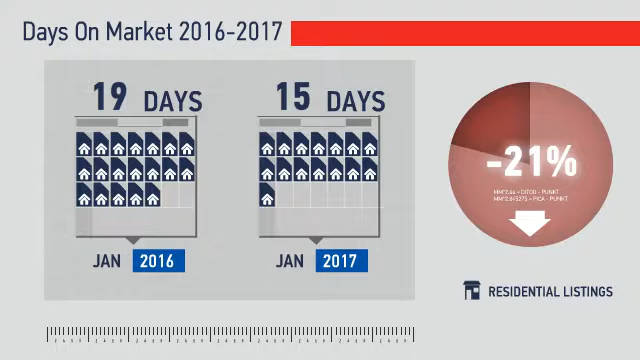 Days On Market 2016-2017
19 DAYS
15 DAYS
JAN 2016
JAN 2017
-21%
RESIDENTIAL LISTINGS